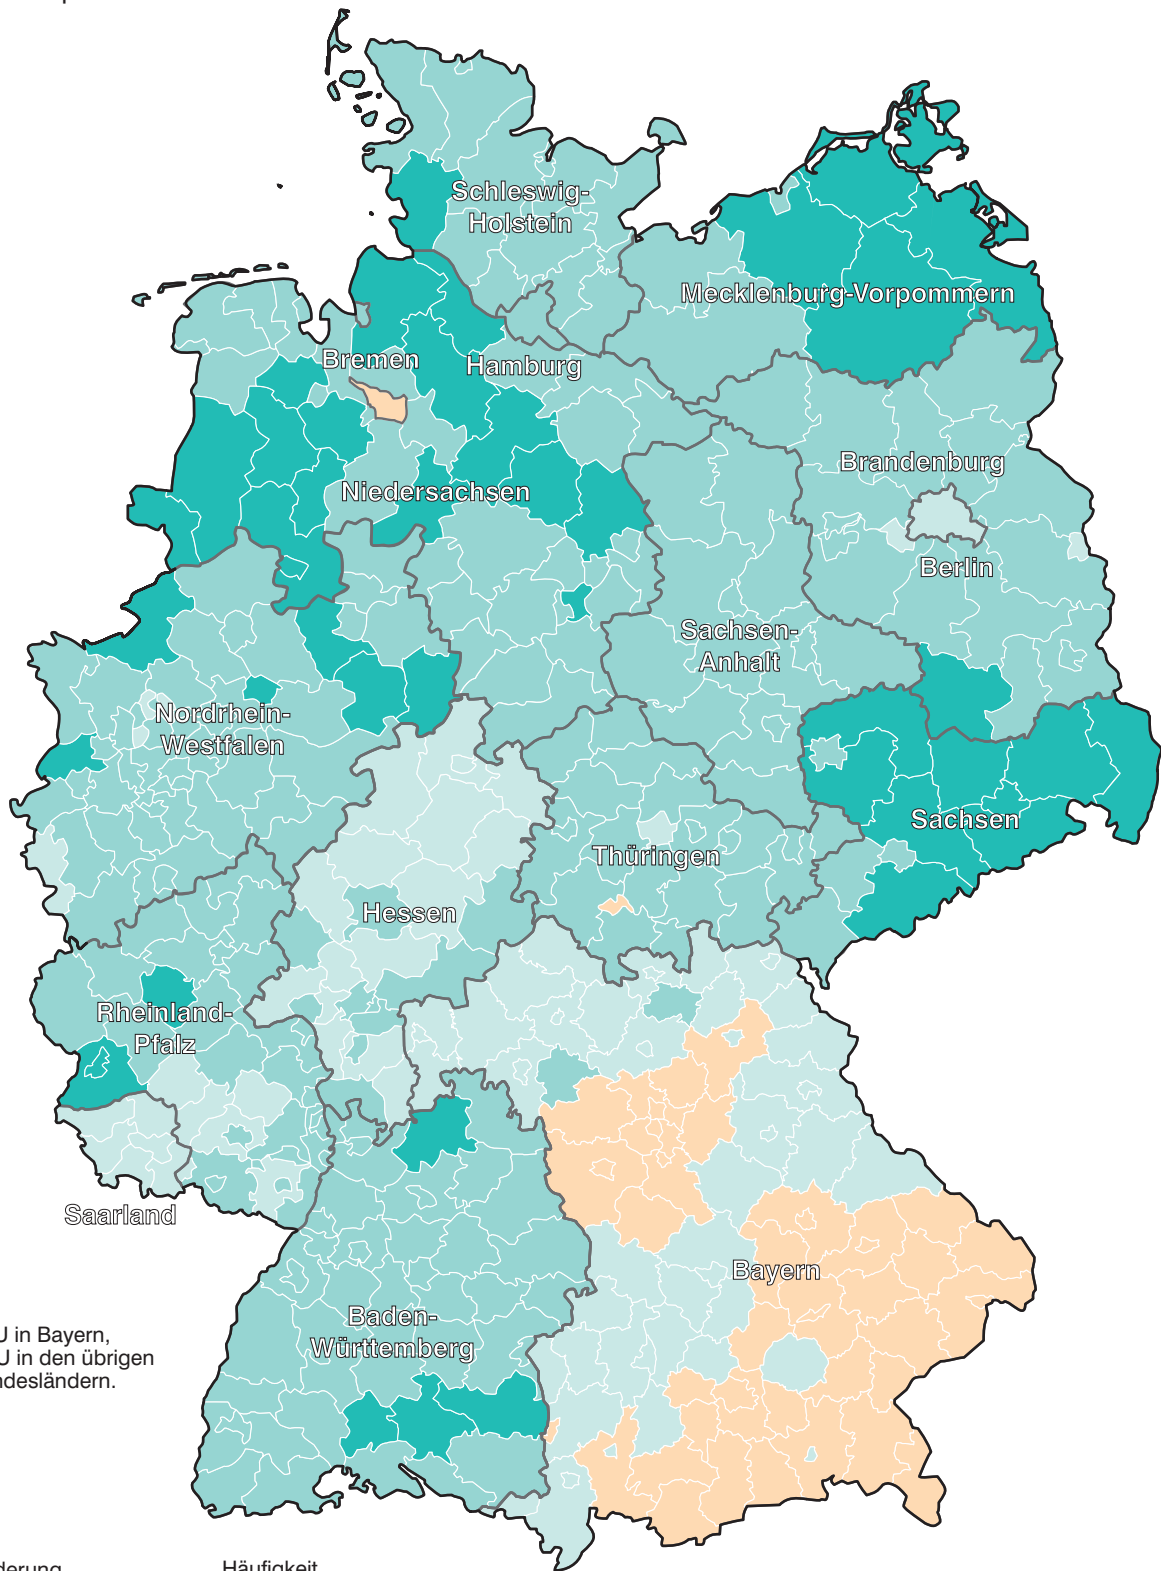 Schleswig-
Holstein
Mecklenburg-Vorpommern
Bremen
Hamburg
Brandenburg
Niedersachsen
Berlin
Sachsen-
Anhalt
Nordrhein-
Westfalen
Sachsen
Thüringen
Hessen
Rheinland-
Pfalz
Saarland
Bayern
Baden-
Württemberg
U in Bayern,
U in den übrigen
ndesländern.
derung
Häufigkeit